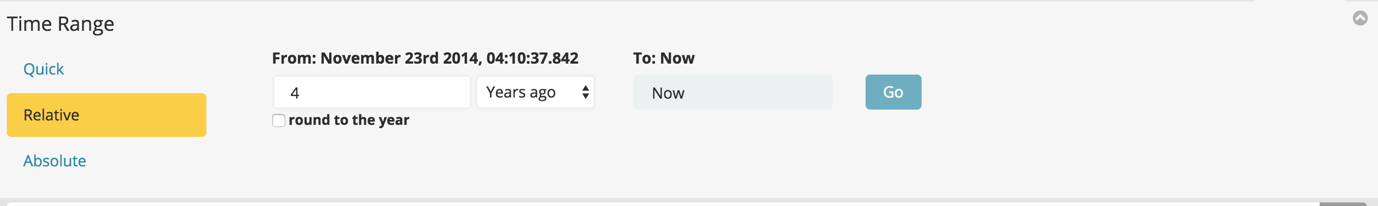 Time Range
Quick
Relative
Absolute
From: November 23rd 2014, 04:10:37.842
4
Years ago
round to the year
To: Now
Now
Go